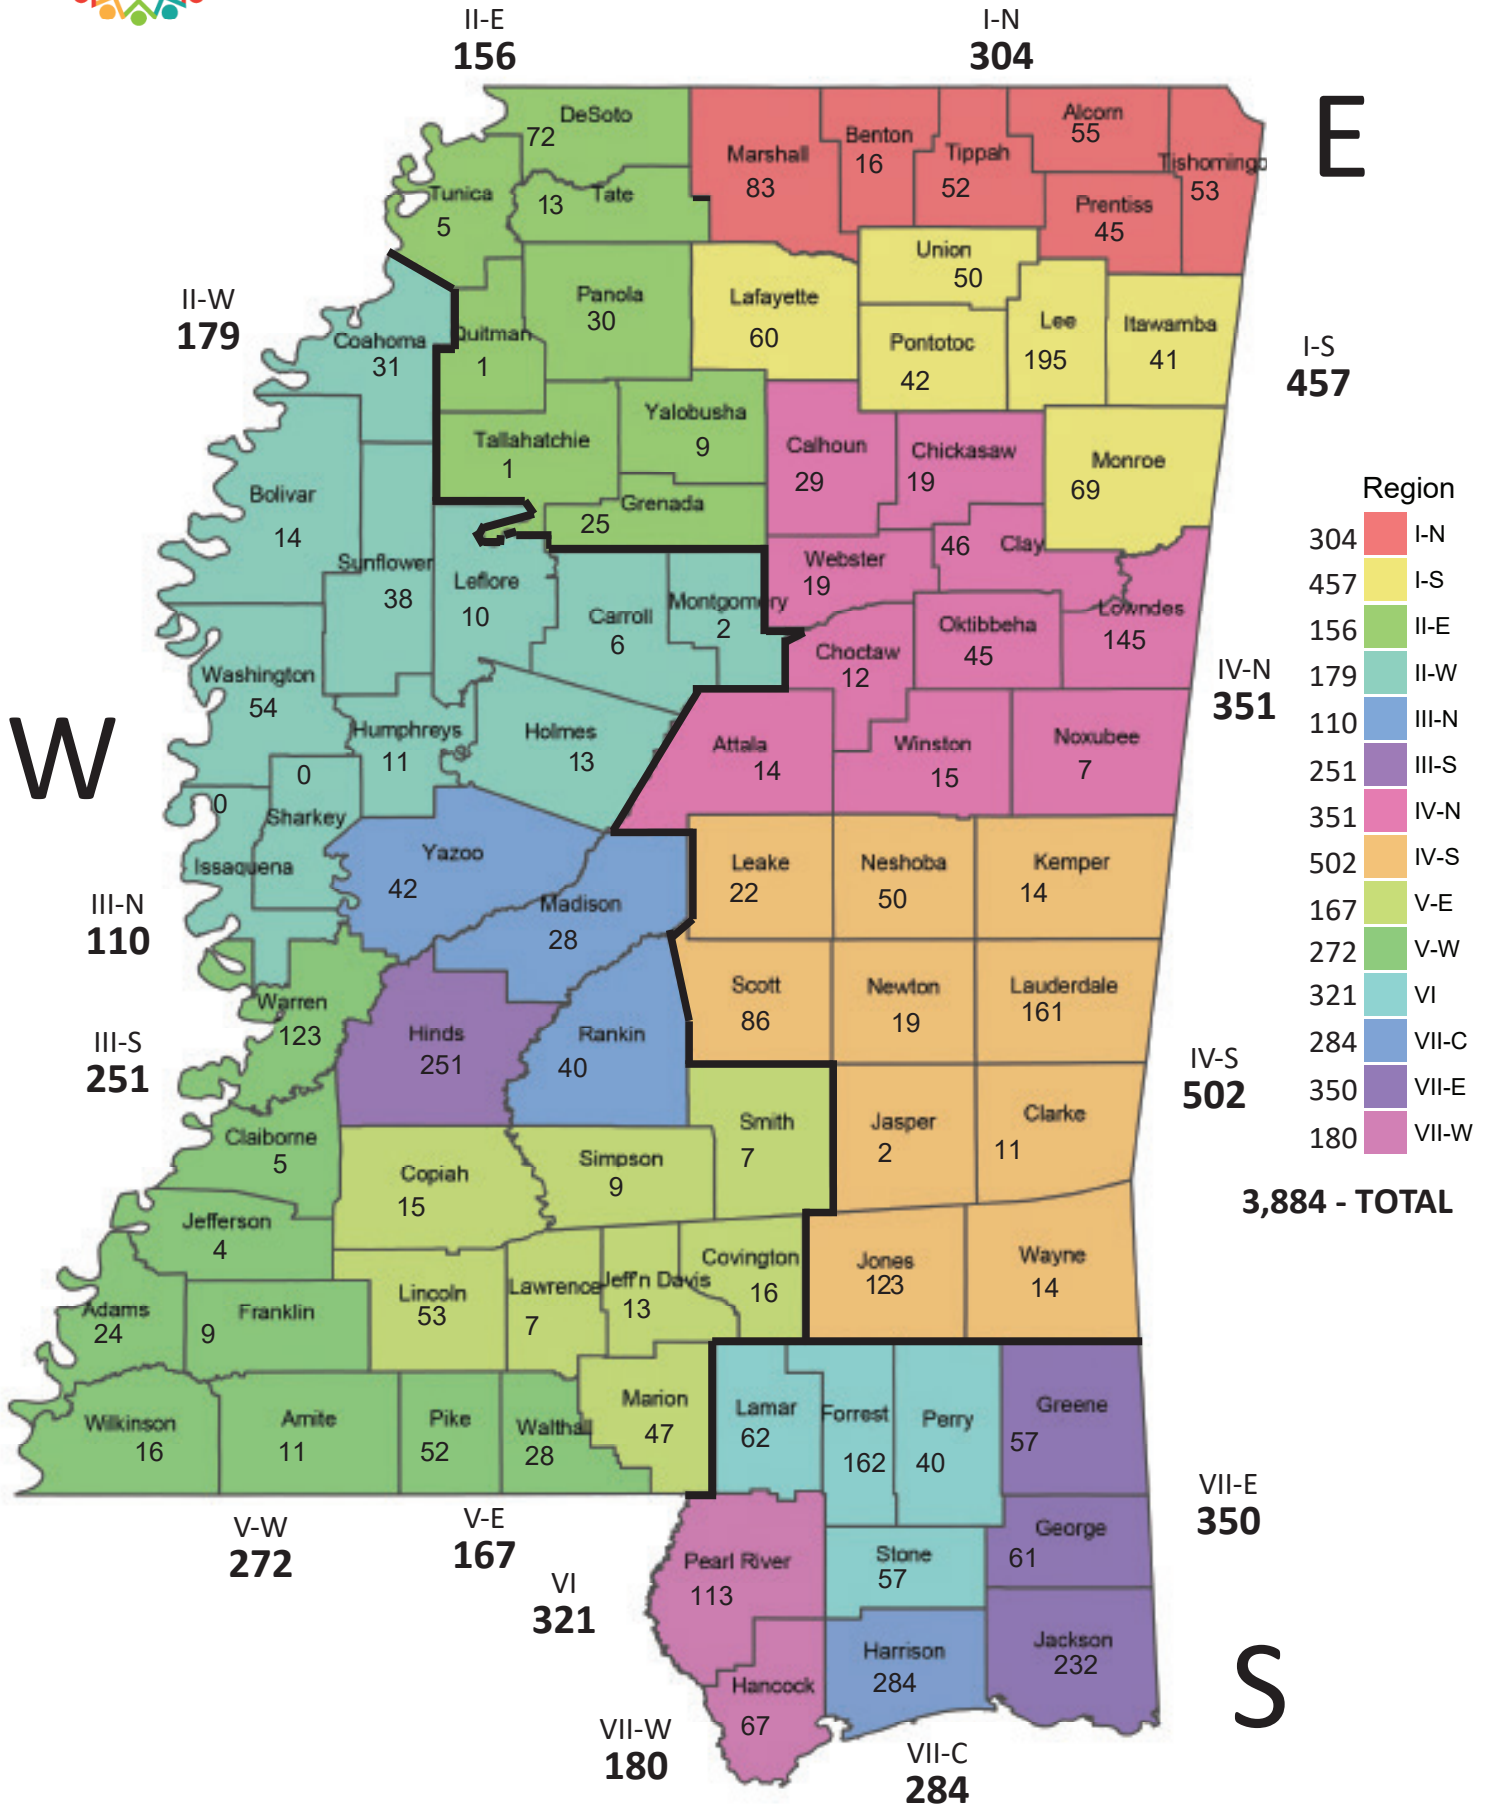 II-E
156
I-N
304
E
DeSoto
72
Marshall
83
Benton
16
Tippah
52
Alcorn
55
Tishomingo
53
Tunica
5
13 Tate
Prentiss
45
Union
50
II-W
179
Panola
30
Lafayette
60
Quitman
1
Coahoma
31
Pontotoc
42
Lee
195
Itawamba
41
I-S
457
Yalobusha
9
Tallahatchie
1
Calhoun
29
Chickasaw
19
Monroe
69
Bolivar
14
25 Grenada
Sunflower
38
Leflore
10
Carroll
6
Montgomery
2
Webster
19
46 Clay
Lowndes
145
Oktibbeha
45
Choctaw
12
IV-N
351
Washington
54
W
Humphreys
11
Holmes
13
Attala
14
Winston
15
Noxubee
7
0
Sharkey
0
Issaquena
Yazoo
42
Madison
28
Leake
22
Neshoba
50
Kemper
14
III-N
110
Warren
123
Hinds
251
Rankin
40
Scott
86
Newton
19
Lauderdale
161
III-S
251
IV-S
502
Claiborne
5
Copiah
15
Simpson
9
Smith
7
Jasper
2
Clarke
11
Jefferson
4
Covington
16
Jones
123
Wayne
14
Adams
24
Franklin
9
Lincoln
53
Lawrence
7
Jeff'n Davis
13
Wilkinson
16
Amite
11
Pike
52
Walthall
28
Marion
47
Lamar
62
Forrest
162
Perry
40
Greene
57
V-W
272
V-E
167
VII-E
350
VI
321
Pearl River
113
Stone
57
George
61
Harrison
284
Jackson
232
Hancock
67
S
VII-W
180
VII-C
284
Region
304 I-N
457 I-S
156 II-E
179 II-W
110 III-N
251 III-S
351 IV-N
502 IV-S
167 V-E
272 V-W
321 VI
284 VII-C
350 VII-E
180 VII-W
3,884 - TOTAL